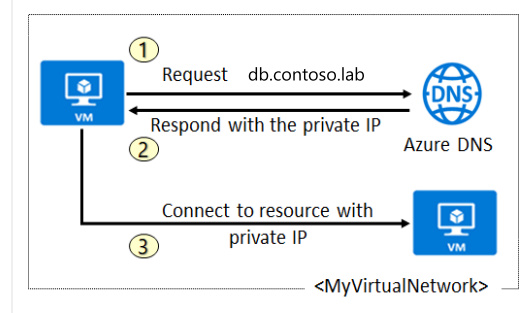 1
Request db.contoso.lab
VM
DNS
Respond with the private IP
2
Azure DNS
Connect to resource with
private IP
3
VM
<MyVirtualNetwork>